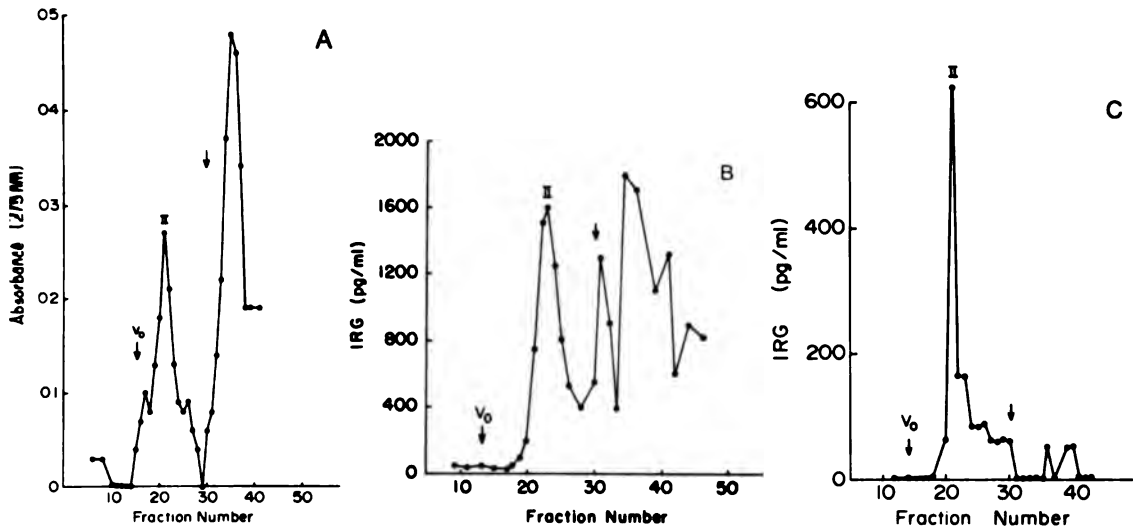 A
05
04
03
02
01
0
II
V₀
10 20 30 40 50
Fraction Number
B
2000
1600
1200
800
400
0
IRG (pg/ml)
II
V₀
10 20 30 40 50
Fraction Number
C
600
400
200
0
IRG (pg/ml)
II
V₀
10 20 30 40
Fraction Number
Absorbance